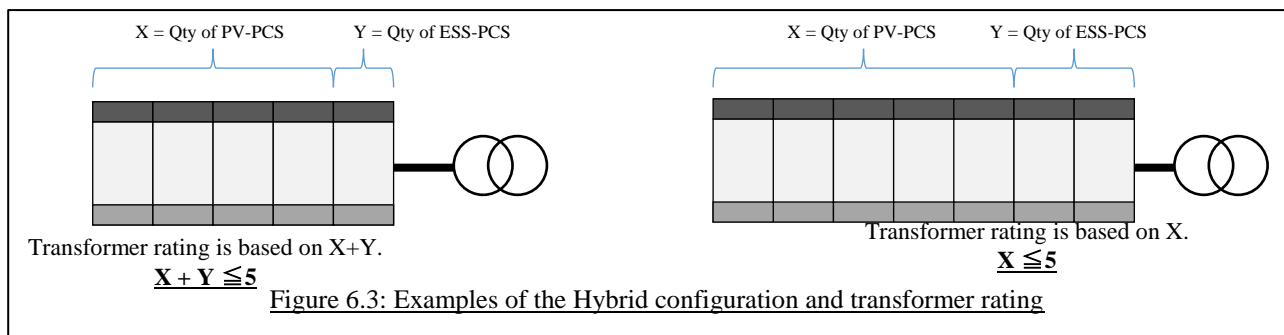 X = Qty of PV-PCS
Y = Qty of ESS-PCS
Transformer rating is based on X+Y.
X + Y ≦5
X = Qty of PV-PCS
Y = Qty of ESS-PCS
Transformer rating is based on X.
X ≦5
Figure 6.3: Examples of the Hybrid configuration and transformer rating